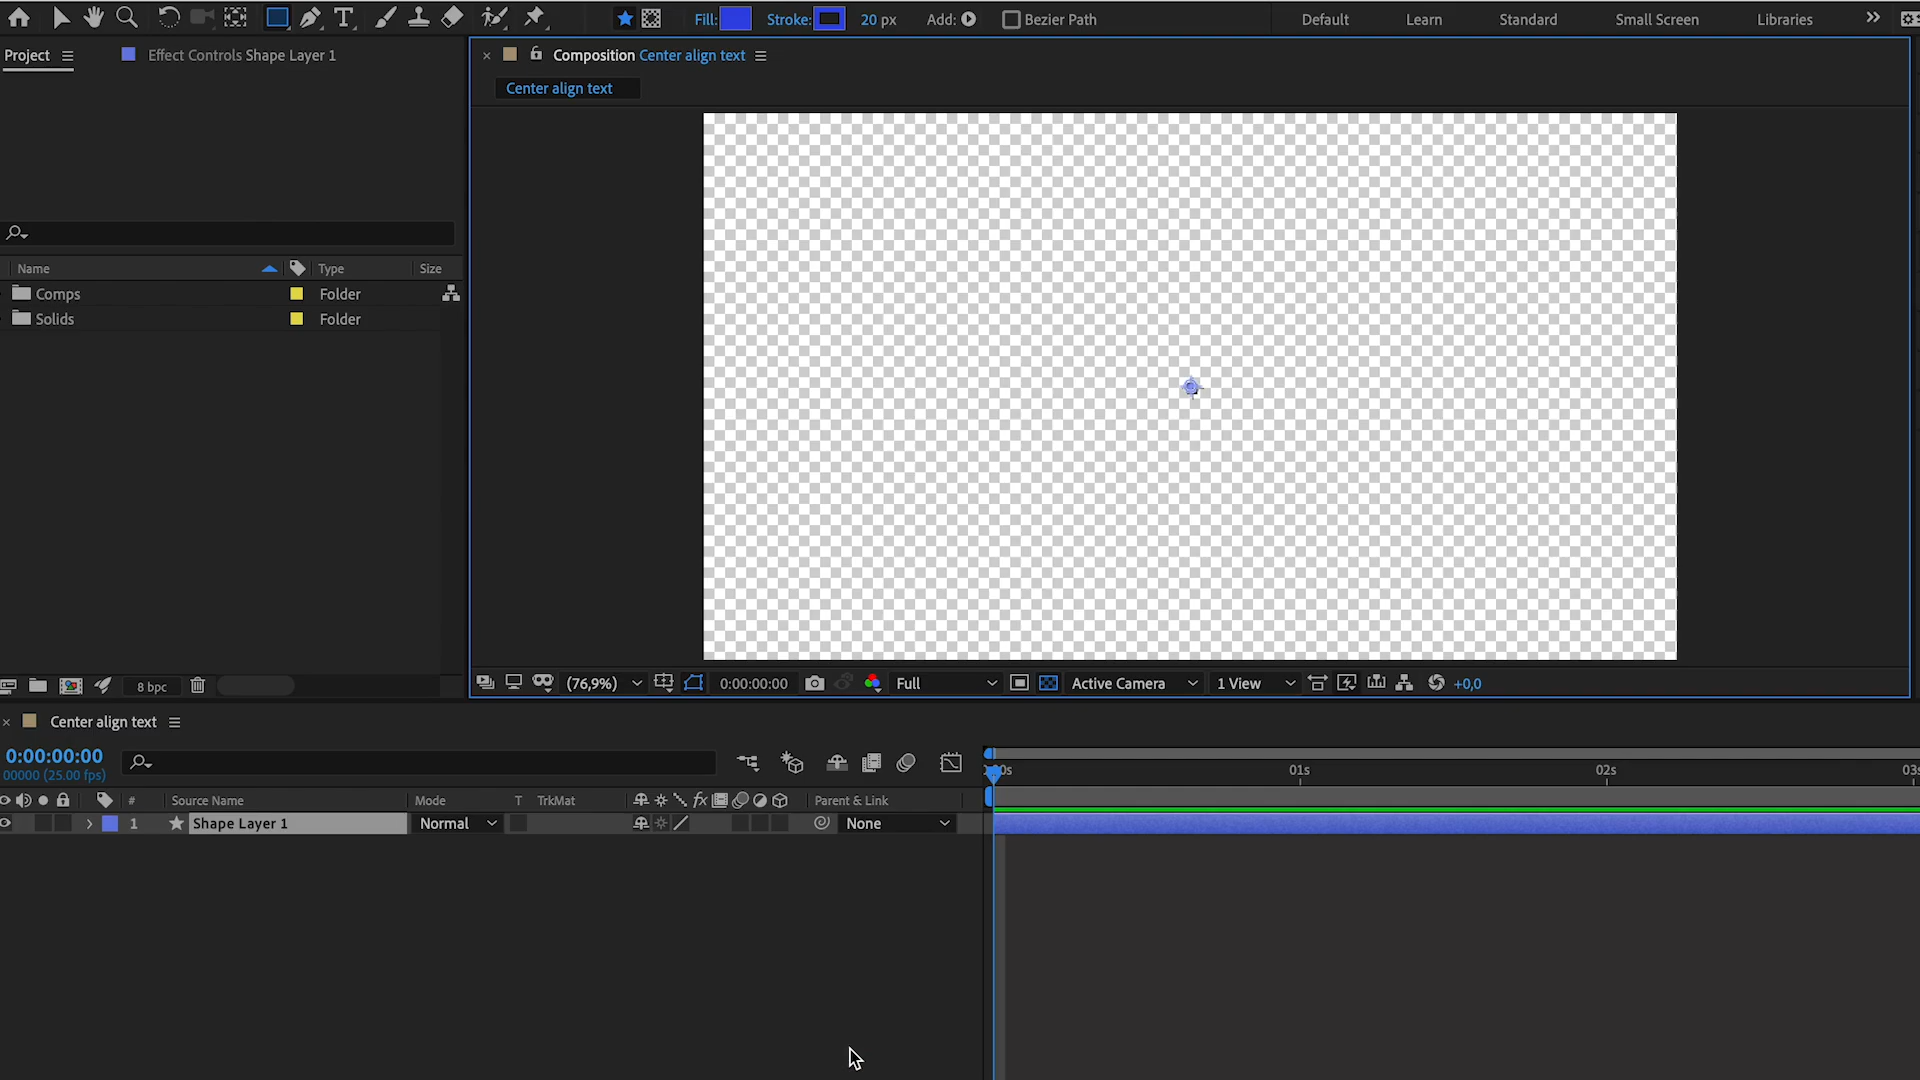 Fill: Stroke: 20 px Add: Bezier Path Default Learn Standard Small Screen Libraries
Project Effect Controls Shape Layer 1
Composition Center align text
Center align text
Name Type Size
Comps Folder
Solids Folder
8 bpc
(76,9%) 0:00:00:00 Full Active Camera 1 View +0,0
Center align text
0:00:00:00
00000 (25.00 fps)
01s 02s
# Source Name Mode T TrkMat fx Parent & Link
1 Shape Layer 1 Normal None